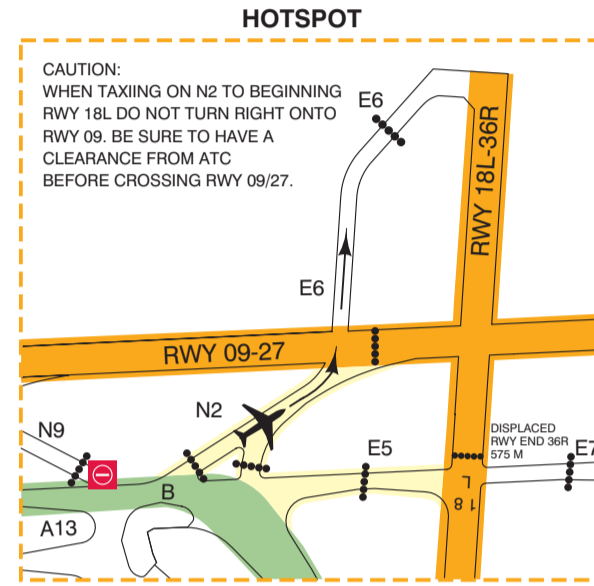 HOTSPOT
CAUTION:
WHEN TAXIING ON N2 TO BEGINNING
RWY 18L DO NOT TURN RIGHT ONTO
RWY 09. BE SURE TO HAVE A
CLEARANCE FROM ATC
BEFORE CROSSING RWY 09/27.
E6
RWY 18L-36R
E6
RWY 09-27
N2
N9
E5
DISPLACED
RWY END 36R
575 M
E7
B
18
L
A13